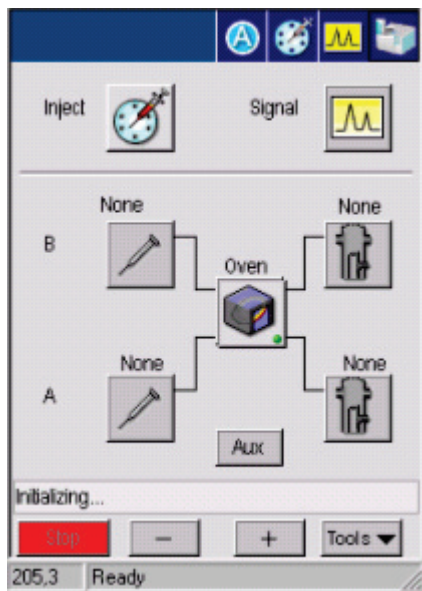 A
Inject
Signal
None
None
B
Oven
None
None
A
Aux
Initializing...
Stop
−
+
Tools
205,3
Ready